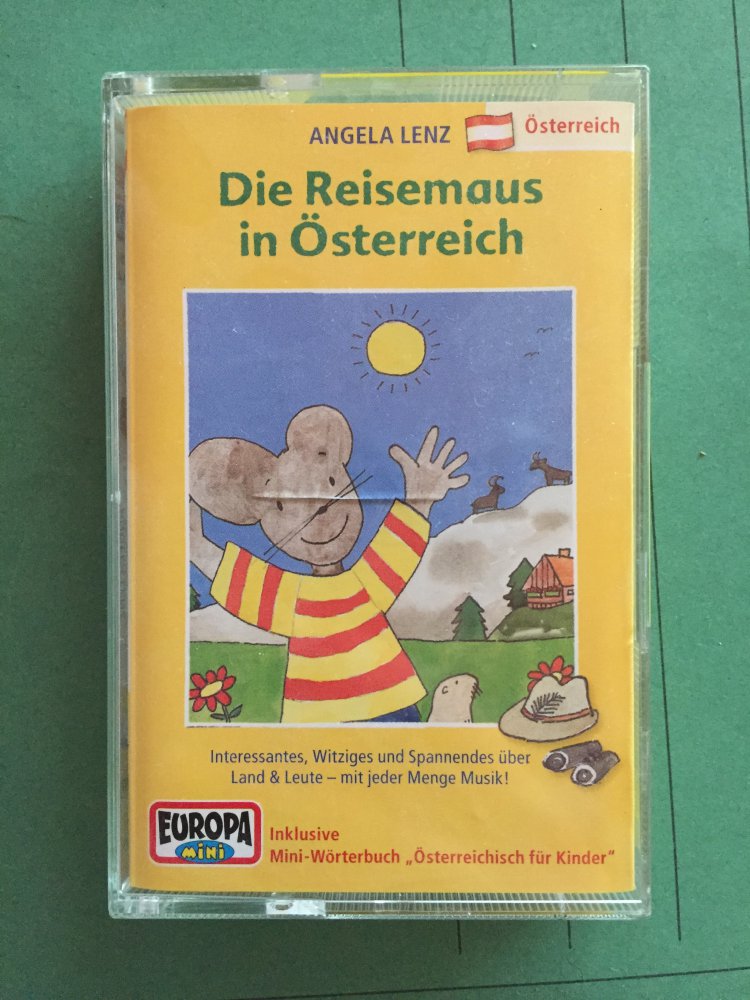 ANGELA LENZ
Österreich
Die Reisemaus
in Österreich
Interessantes, Witziges und Spannendes über
Land & Leute – mit jeder Menge Musik!
EUROPA
mini
Inklusive
Mini-Wörterbuch „Österreichisch für Kinder“